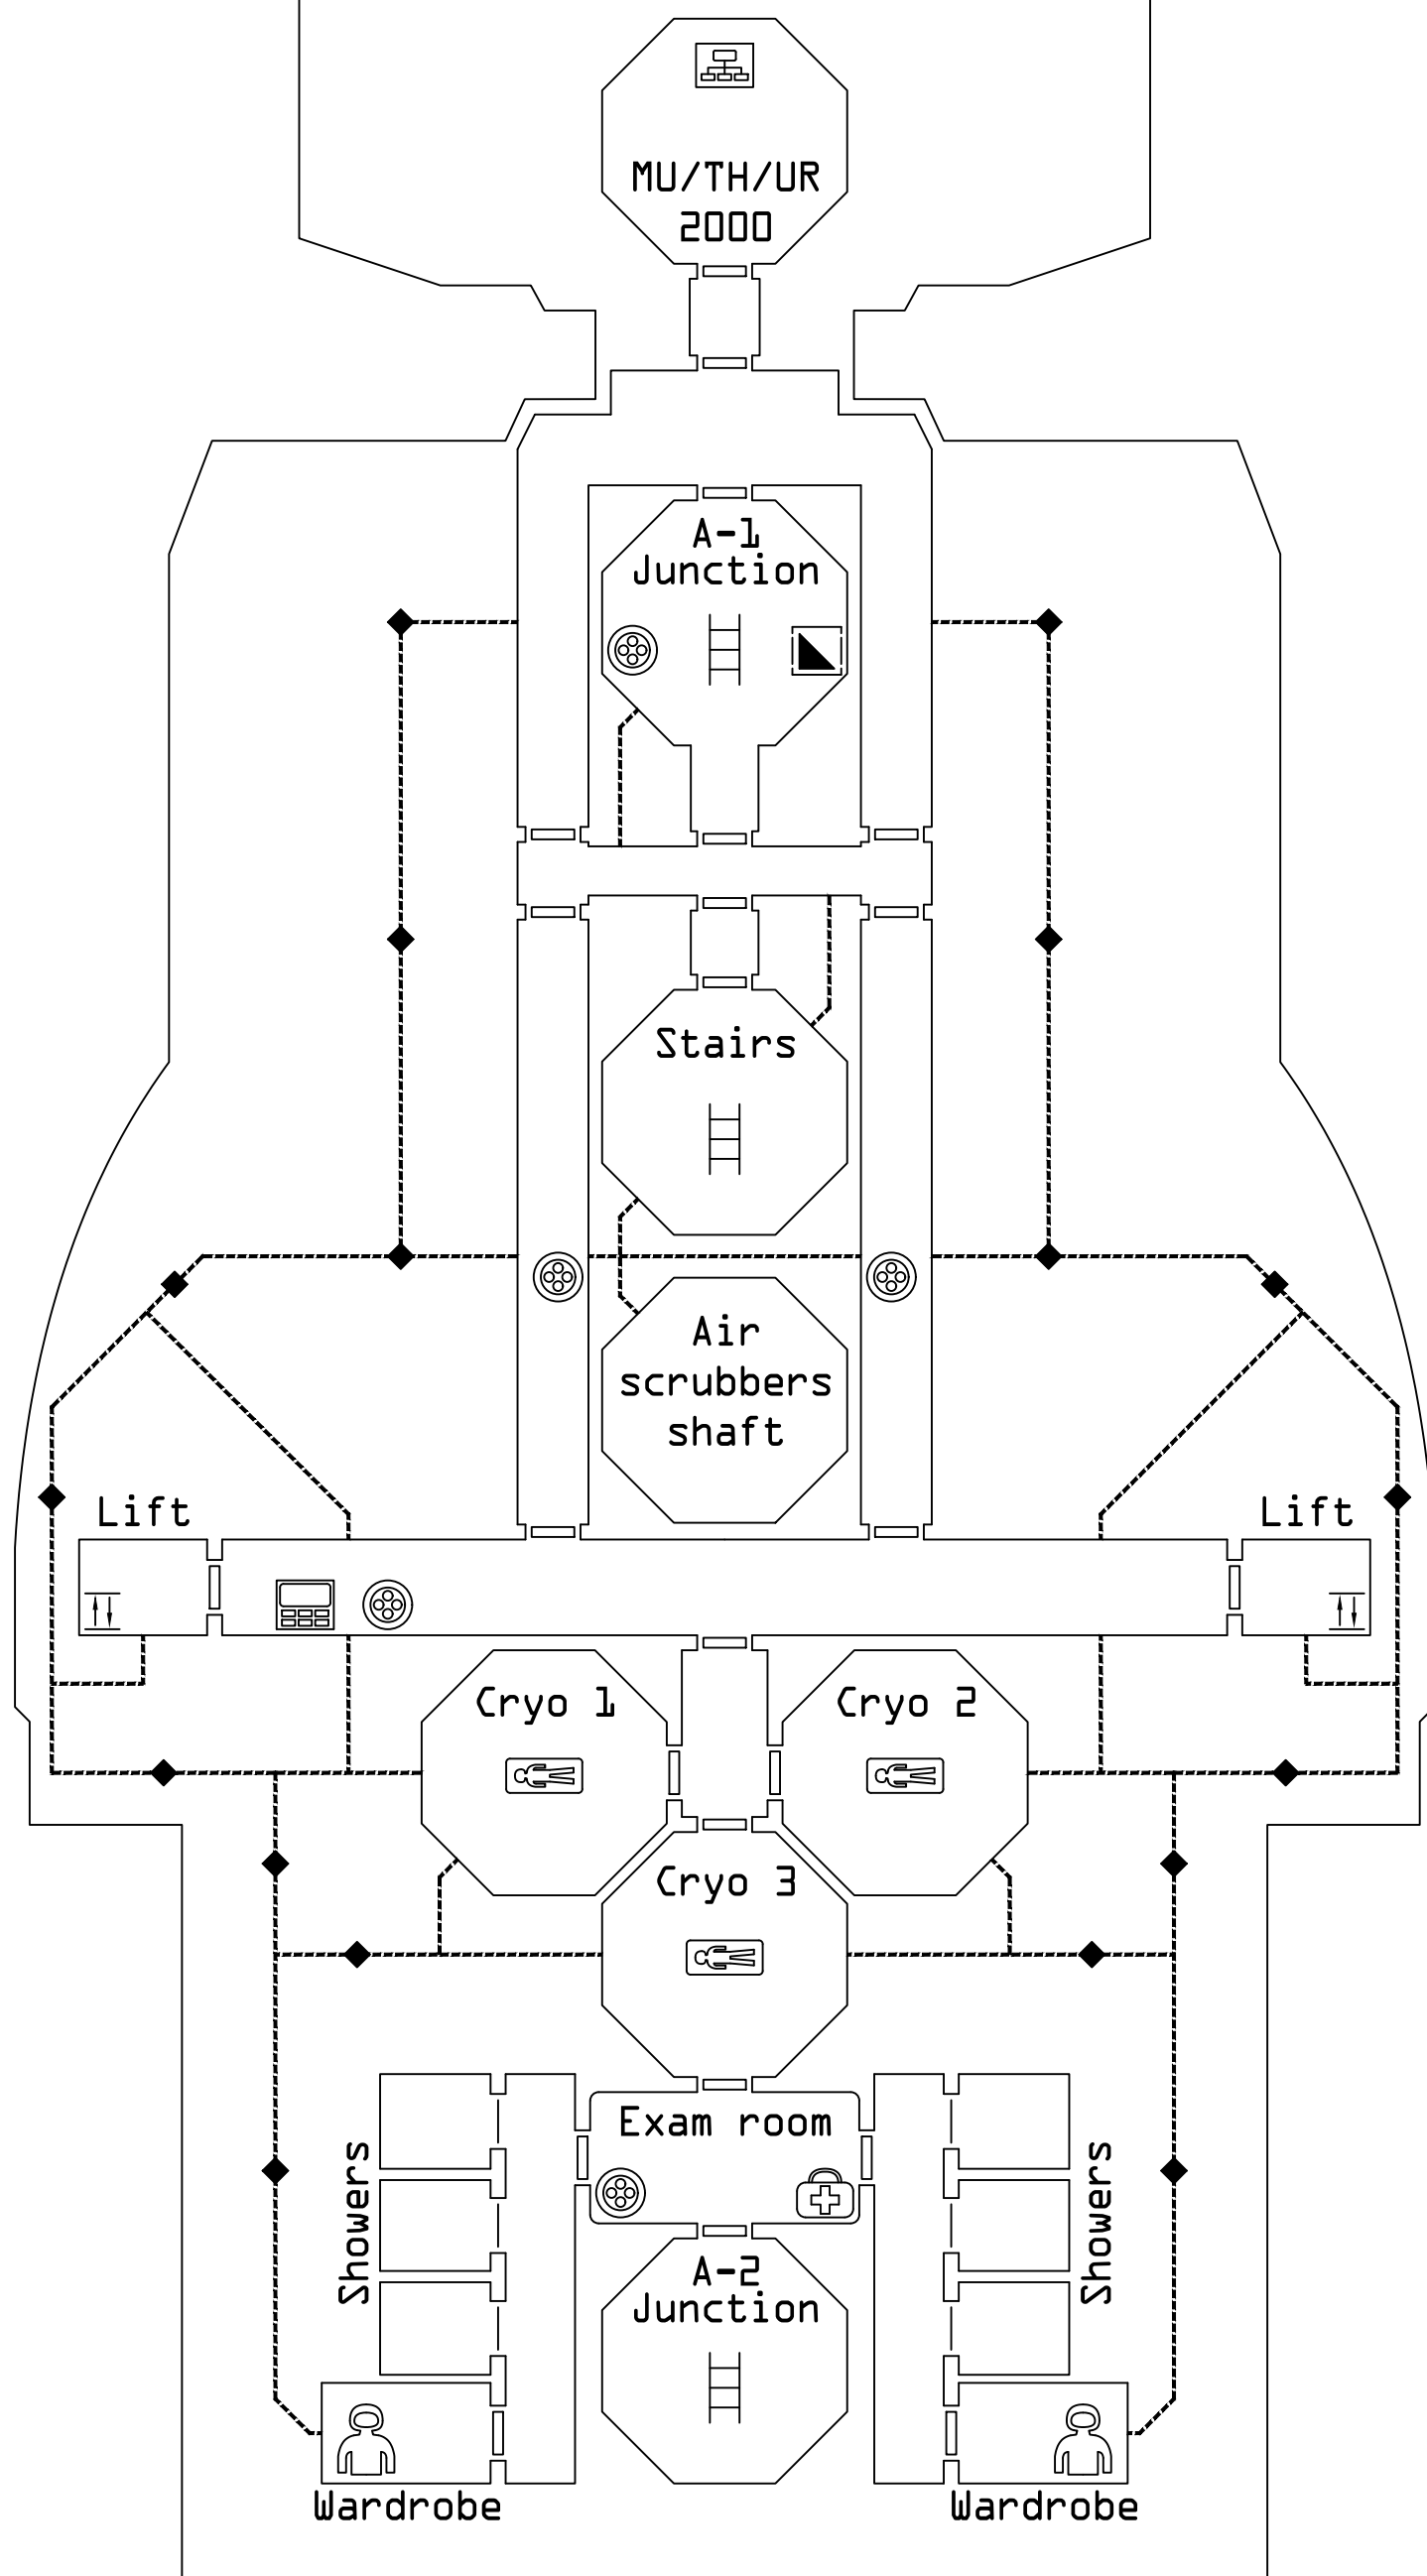 MU/TH/UR
2000
A-1
Junction
Stairs
Air
scrubbers
shaft
Lift
Lift
Cryo 1
Cryo 2
Cryo 3
Exam room
Showers
Showers
A-2
Junction
Wardrobe
Wardrobe